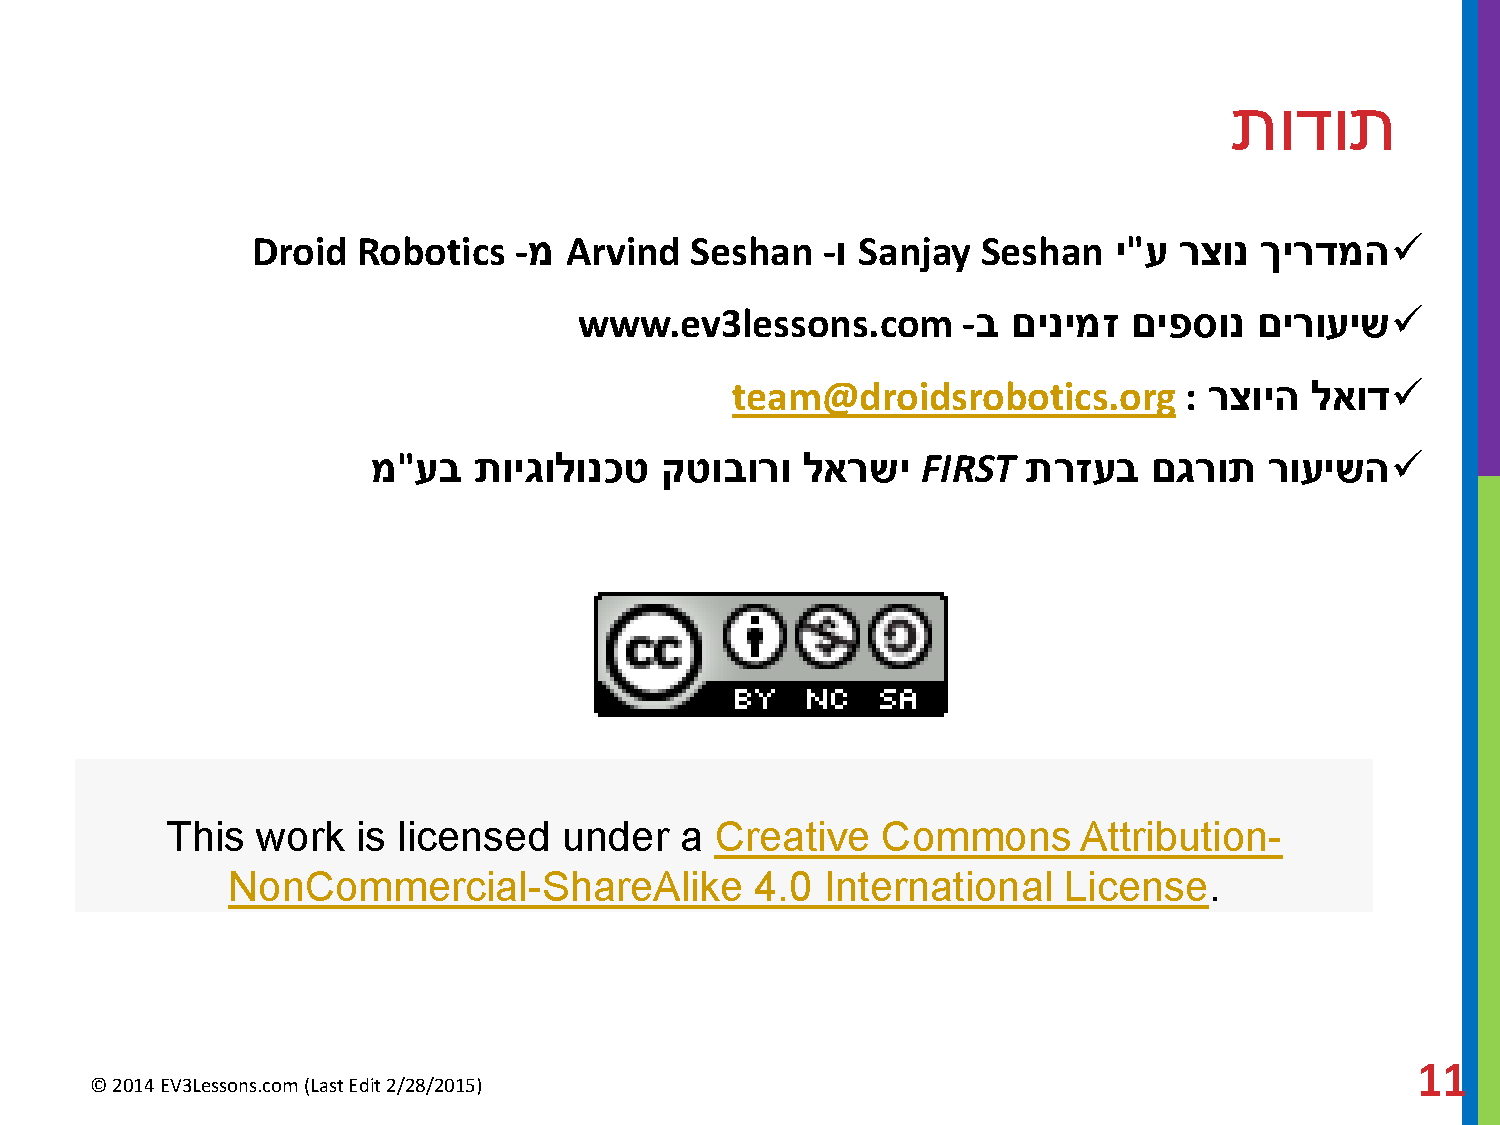 תודות
✓המדריך נוצר ע"י Sanjay Seshan ו- Arvind Seshan מ- Droid Robotics
✓שיעורים נוספים זמינים ב- www.ev3lessons.com
✓דואל היוצר : team@droidsrobotics.org
✓השיעור תורגם בעזרת FIRST ישראל ורובוטק טכנולוגיות בע"מ
cc
BY NC SA
This work is licensed under a Creative Commons Attribution-
NonCommercial-ShareAlike 4.0 International License.
© 2014 EV3Lessons.com (Last Edit 2/28/2015)
11